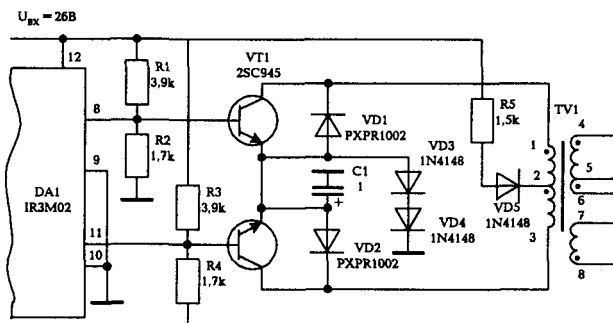 UВХ = 26В
12
R1
3,9k
VT1
2SC945
8
R2
1,7k
9
DA1
IR3M02
11
10
R3
3,9k
R4
1,7k
VD1
PXPR1002
C1
1
+
VD2
PXPR1002
VD3
1N4148
VD4
1N4148
R5
1,5k
VD5
1N4148
TV1
1
2
3
4
5
6
7
8